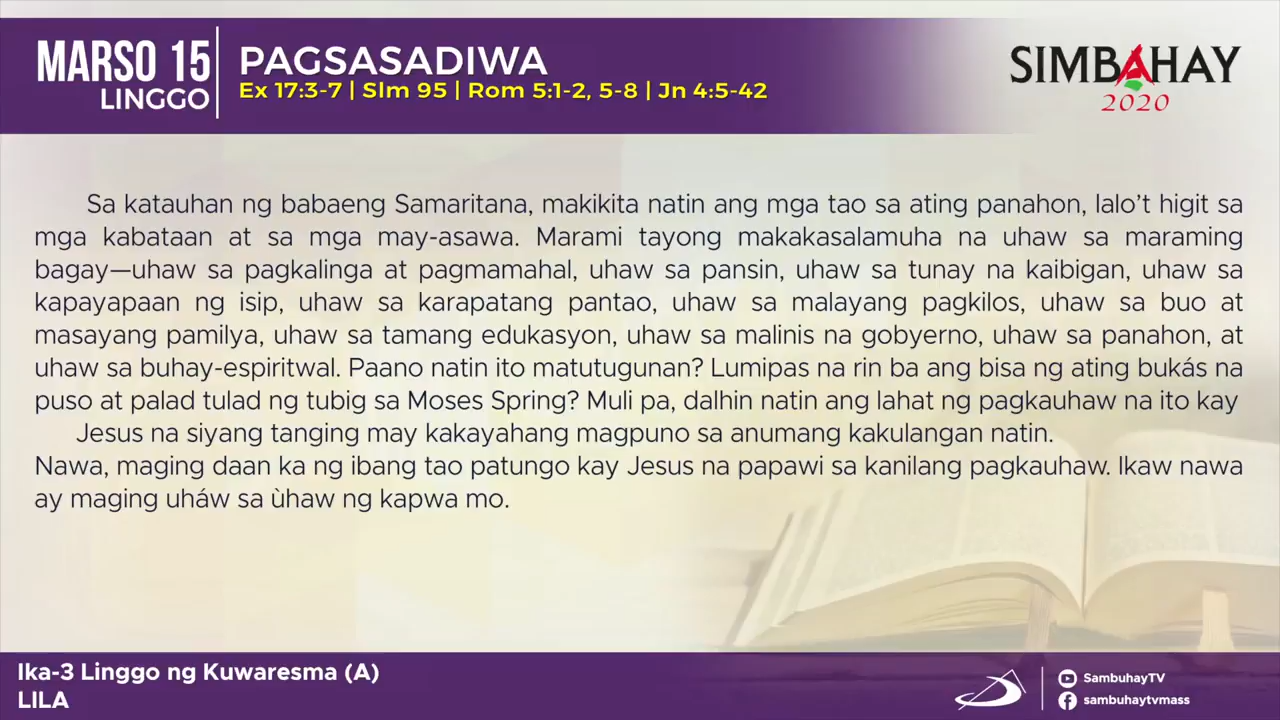 MARSO 15
LINGGO
PAGSASADIWA
Ex 17:3-7 | Slm 95 | Rom 5:1-2, 5-8 | Jn 4:5-42
SIMBAHAY
2020
Sa katauhan ng babaeng Samaritana, makikita natin ang mga tao sa ating panahon, lalo’t higit sa
mga kabataan at sa mga may-asawa. Marami tayong makakasalamuha na uhaw sa maraming
bagay—uhaw sa pagkalinga at pagmamahal, uhaw sa pansin, uhaw sa tunay na kaibigan, uhaw sa
kapayapaan ng isip, uhaw sa karapatang pantao, uhaw sa malayang pagkilos, uhaw sa buo at
masayang pamilya, uhaw sa tamang edukasyon, uhaw sa malinis na gobyerno, uhaw sa panahon, at
uhaw sa buhay-espiritwal. Paano natin ito matutugunan? Lumipas na rin ba ang bisa ng ating bukás na
puso at palad tulad ng tubig sa Moses Spring? Muli pa, dalhin natin ang lahat ng pagkauhaw na ito kay
Jesus na siyang tanging may kakayahang magpuno sa anumang kakulangan natin.
Nawa, maging daan ka ng ibang tao patungo kay Jesus na papawi sa kanilang pagkauhaw. Ikaw nawa
ay maging uháw sa ùhaw ng kapwa mo.
Ika-3 Linggo ng Kuwaresma (A)
LILA
SambuhayTV
sambuhaytvmass